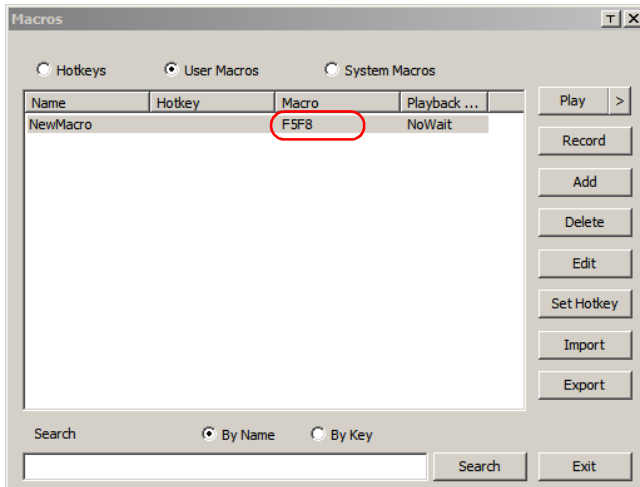 Macros T X
Hotkeys User Macros System Macros
Name Hotkey Macro Playback ... Play >
NewMacro F5F8 NoWait
Record
Add
Delete
Edit
Set Hotkey
Import
Export
Search By Name By Key
Search Exit